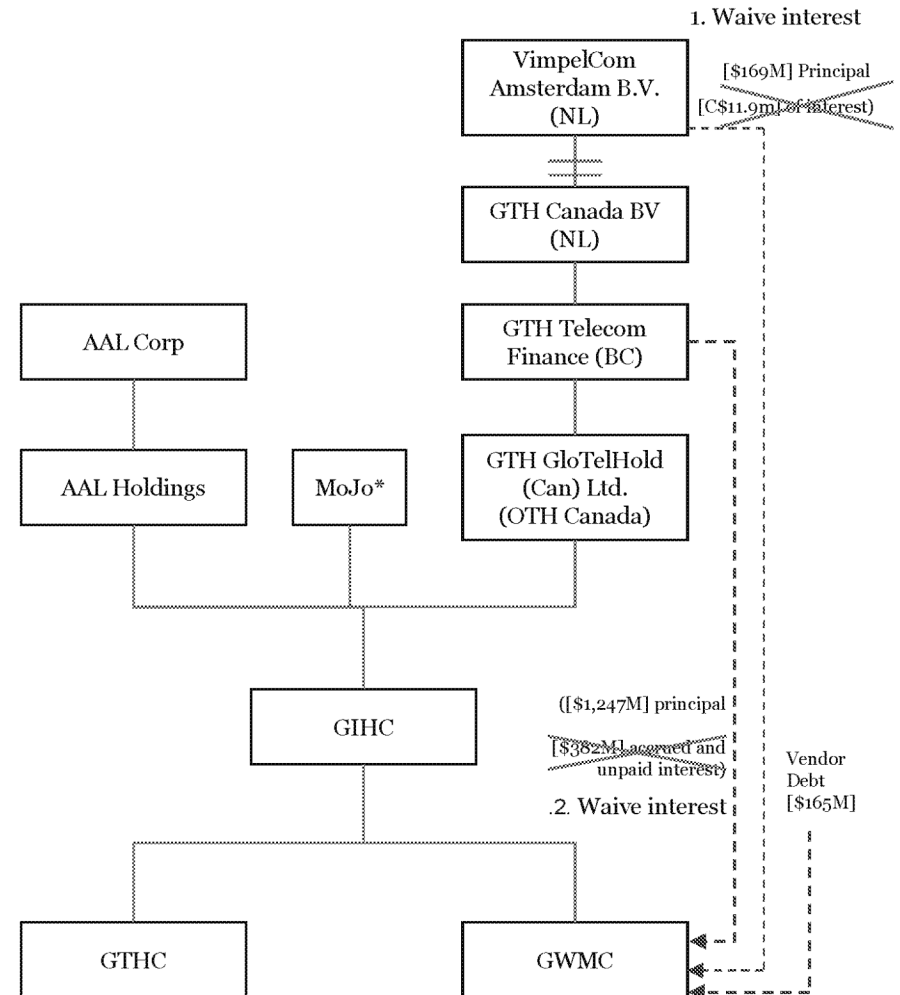 1. Waive interest
VimpelCom
Amsterdam B.V.
(NL)
[$169M] Principal
[C$11.9m] of interest)
GTH Canada BV
(NL)
AAL Corp
GTH Telecom
Finance (BC)
AAL Holdings
MoJo*
GTH GloTelHold
(Can) Ltd.
(OTH Canada)
GIHC
([$1,247M] principal
[$382M] accrued and
unpaid interest)
.2. Waive interest
Vendor
Debt
[$165M]
GTHC
GWMC